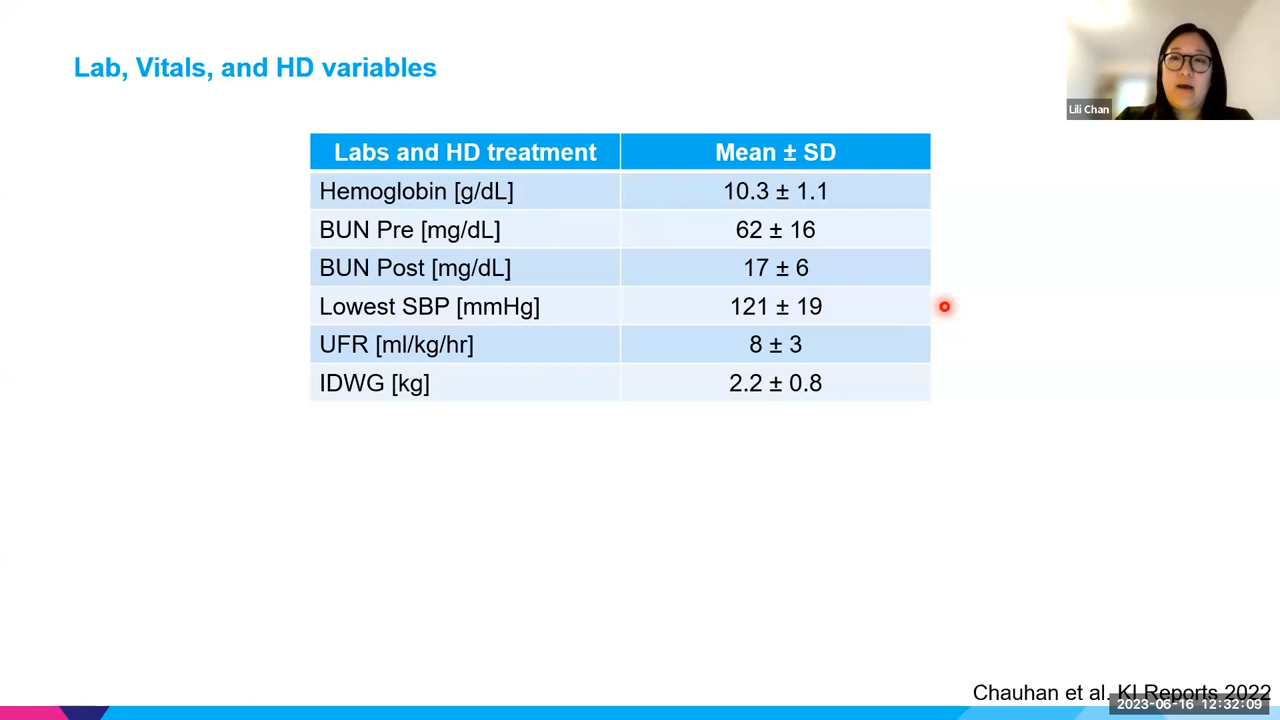 Lab, Vitals, and HD variables
Lili Chan
Labs and HD treatment Mean ± SD
Hemoglobin [g/dL] 10.3 ± 1.1
BUN Pre [mg/dL] 62 ± 16
BUN Post [mg/dL] 17 ± 6
Lowest SBP [mmHg] 121 ± 19
UFR [ml/kg/hr] 8 ± 3
IDWG [kg] 2.2 ± 0.8
Chauhan et al. KI Reports 2022
2023-06-16 12:32:09